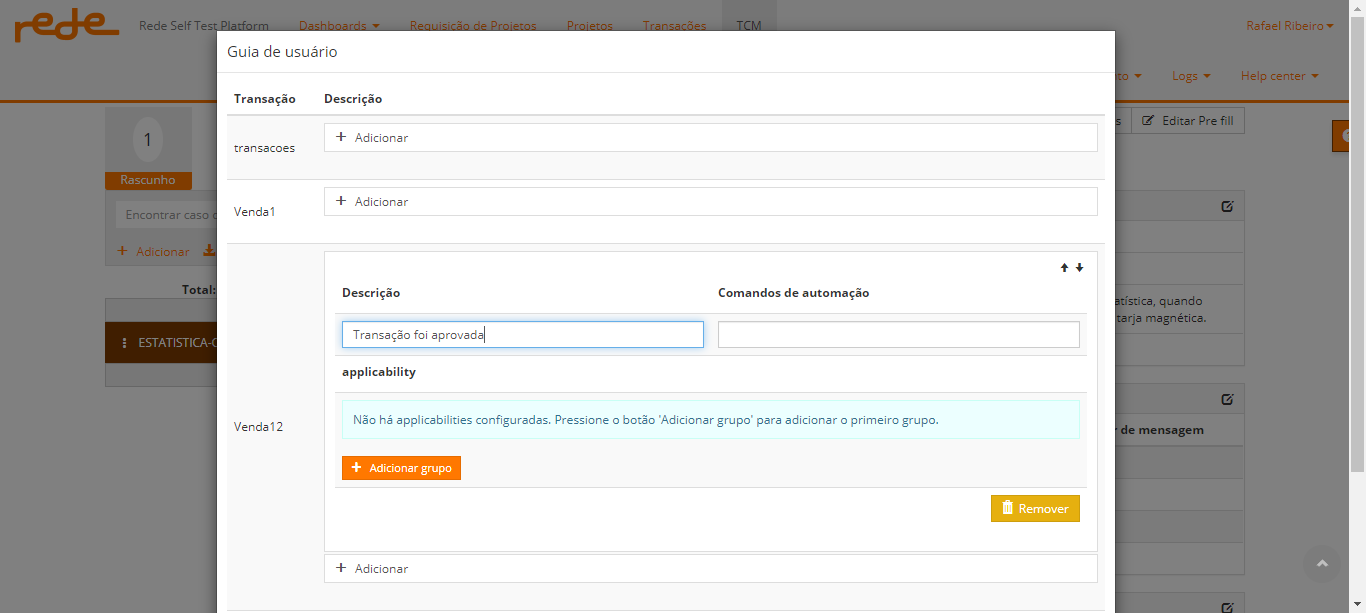 rede Rede Self Test Platform Dashboards Requisição de Projetos Projetos Transações TCM Rafael Ribeiro
Guia de usuário
Logs Help center
Transação Descrição
Editar Pre fill
1
transacoes + Adicionar
Rascunho
Venda1 + Adicionar
Encontrar caso
+ Adicionar
Total:
Descrição Comandos de automação
quando
Transação foi aprovada
tarja magnética.
ESTATISTICA-
applicability
Não há applicabilities configuradas. Pressione o botão 'Adicionar grupo' para adicionar o primeiro grupo.
Venda12
de mensagem
+ Adicionar grupo
Remover
+ Adicionar